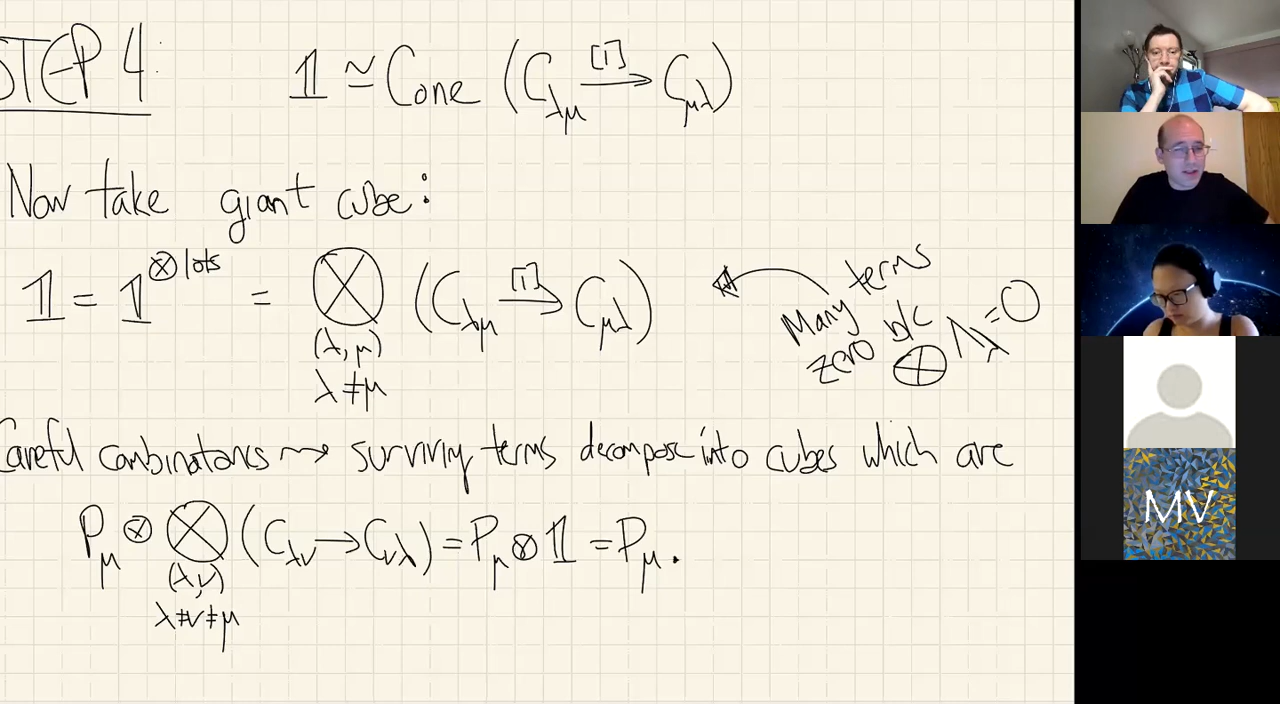 STEP 4:
𝟙 ≃ Cone (C_λμ —[1]→ C_μλ)
Now take giant cube:
𝟙 = 𝟙^⊗ lots = ⊗ (C_λμ —[1]→ C_μλ)
(λ, μ)
λ ≠ μ
Many terms
zero b/c
⊗ Λ_λ = 0
Careful combinatorics ⇝ surviving terms decompose into cubes which are
P_μ ⊗ ⊗ (C_λν → C_νλ) = P_μ ⊗ 𝟙 = P_μ.
(λ,ν)
λ≠ν≠μ
MV